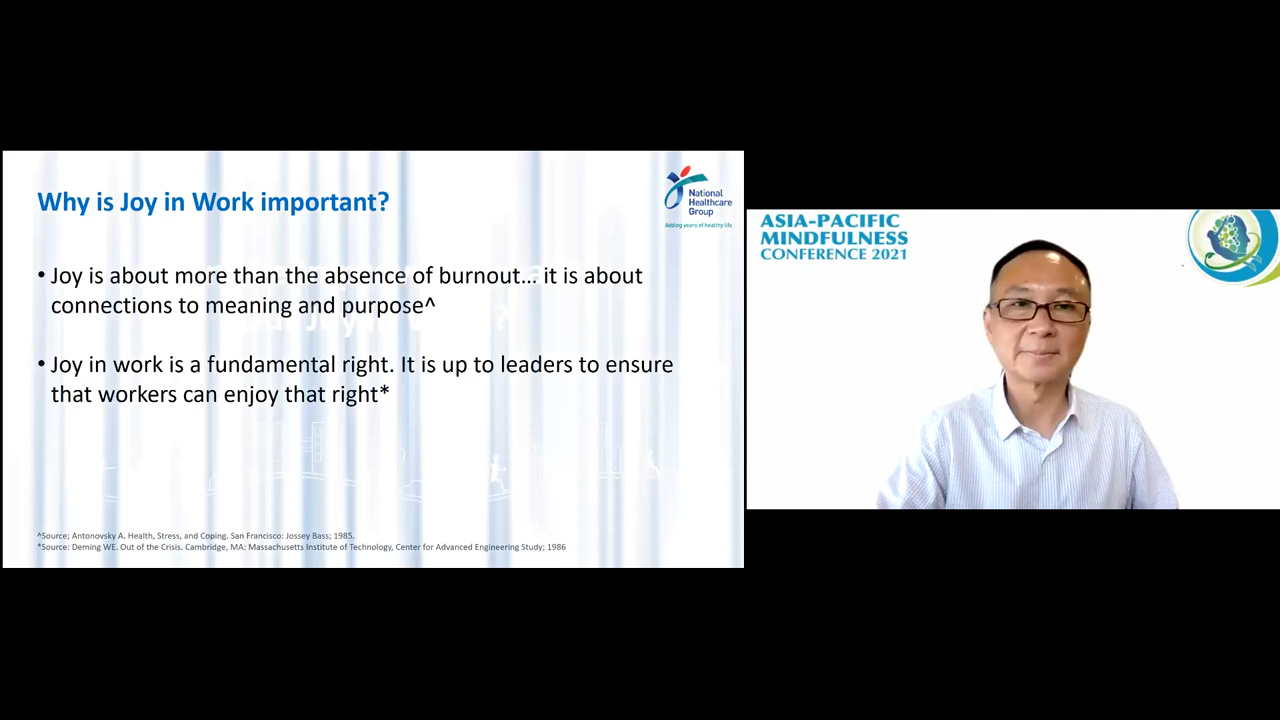 Why is Joy in Work important?
National
Healthcare
Group
Adding years of healthy life
• Joy is about more than the absence of burnout... it is about
connections to meaning and purpose^
• Joy in work is a fundamental right. It is up to leaders to ensure
that workers can enjoy that right*
^Source; Antonovsky A. Health, Stress, and Coping. San Francisco: Jossey Bass; 1985.
*Source: Deming WE. Out of the Crisis. Cambridge, MA: Massachusetts Institute of Technology, Center for Advanced Engineering Study; 1986
ASIA-PACIFIC
MINDFULNESS
CONFERENCE 2021